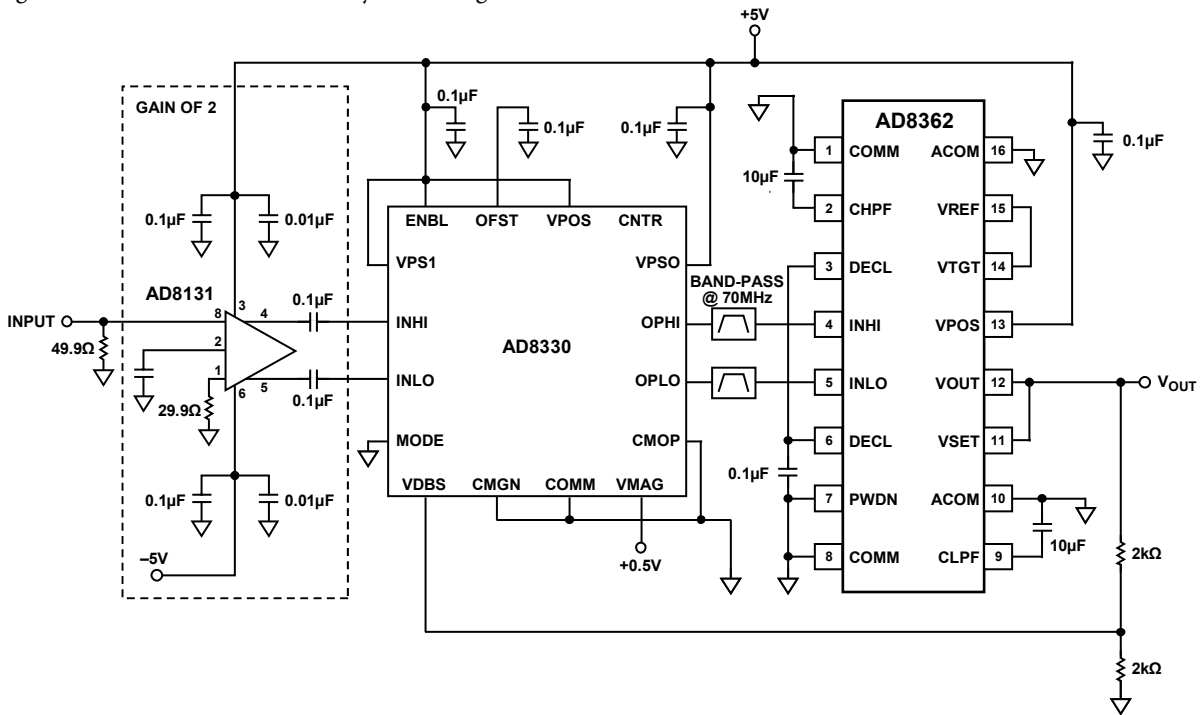 +5V
GAIN OF 2
0.1µF
0.1µF
0.1µF
0.1µF
0.1µF
0.01µF
AD8131
INPUT
49.9Ω
8
2
1
3
4
5
6
29.9Ω
0.1µF
0.1µF
0.1µF
0.01µF
–5V
ENBL
OFST
VPOS
CNTR
VPS1
VPSO
INHI
OPHI
AD8330
INLO
OPLO
MODE
CMOP
VDBS
CMGN
COMM
VMAG
+0.5V
BAND-PASS
@ 70MHz
AD8362
10µF
1 COMM
2 CHPF
3 DECL
4 INHI
5 INLO
6 DECL
7 PWDN
8 COMM
0.1µF
ACOM 16
VREF 15
VTGT 14
VPOS 13
VOUT 12
VSET 11
ACOM 10
CLPF 9
10µF
VOUT
2kΩ
2kΩ